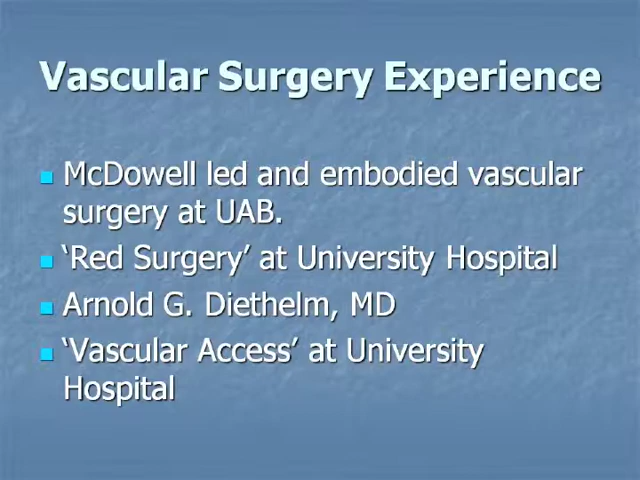 Vascular Surgery Experience
McDowell led and embodied vascular
surgery at UAB.
‘Red Surgery’ at University Hospital
Arnold G. Diethelm, MD
‘Vascular Access’ at University
Hospital